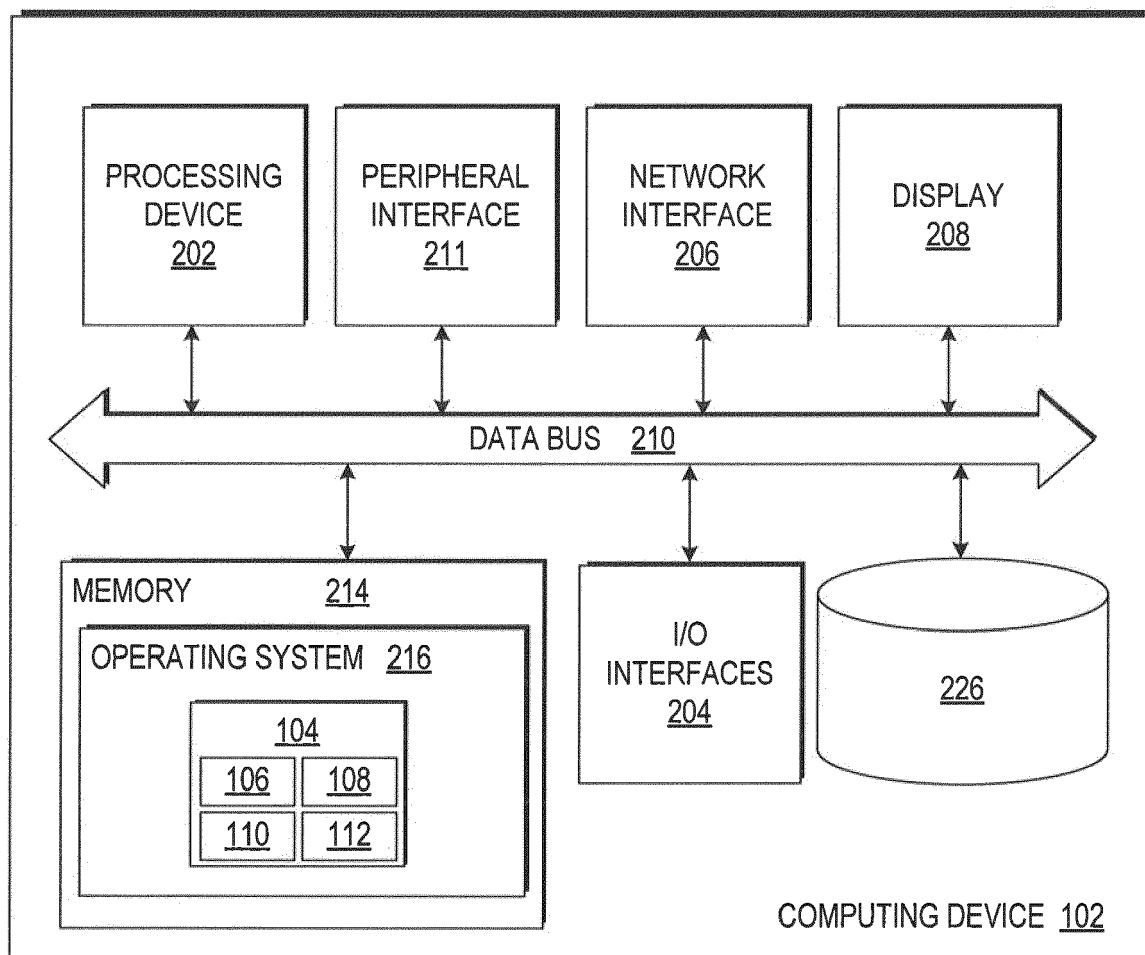 PROCESSING
DEVICE
202
PERIPHERAL
INTERFACE
211
NETWORK
INTERFACE
206
DISPLAY
208
DATA BUS 210
MEMORY 214
OPERATING SYSTEM 216
104
106 108
110 112
I/O
INTERFACES
204
226
COMPUTING DEVICE 102